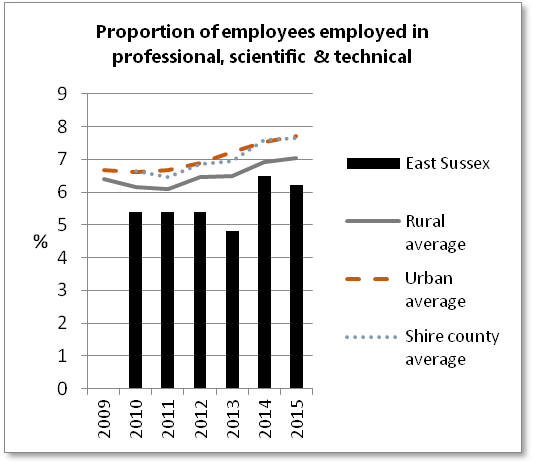 Proportion of employees employed in
professional, scientific & technical
9
8
7
6
5
4
3
2
1
0
%
2009
2010
2011
2012
2013
2014
2015
East Sussex
Rural
average
Urban
average
Shire county
average